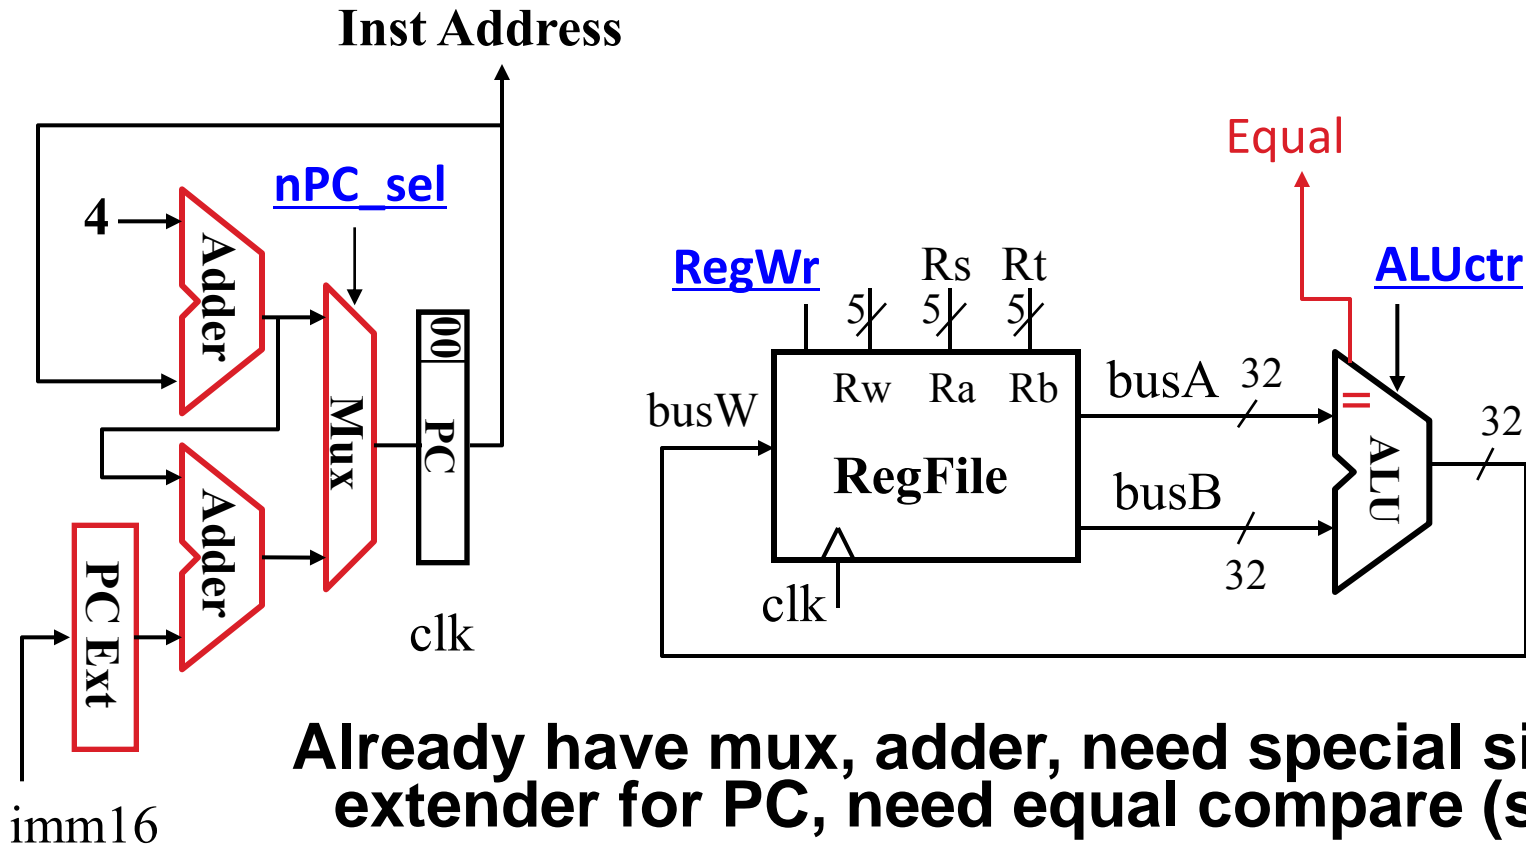 Inst Address
nPC_sel
4
Adder
Mux
00
PC
Adder
PC Ext
clk
imm16
Equal
ALUctr
RegWr
Rs
Rt
5
5
5
Rw
Ra
Rb
busW
RegFile
clk
busA
32
busB
32
=
ALU
32
Already have mux, adder, need special si
extender for PC, need equal compare (s